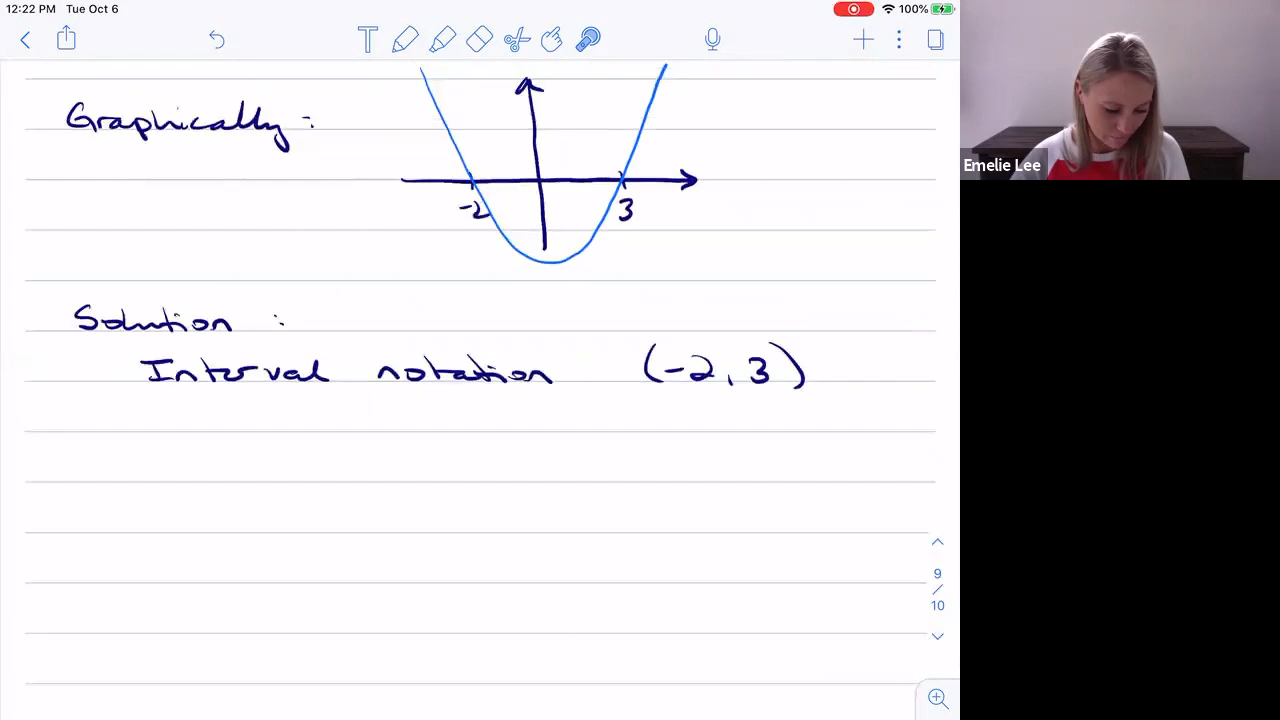 12:22 PM Tue Oct 6
100%
T
Emelie Lee
Graphically:
-2
3
Solution :
Interval notation (-2, 3)
9
/
10